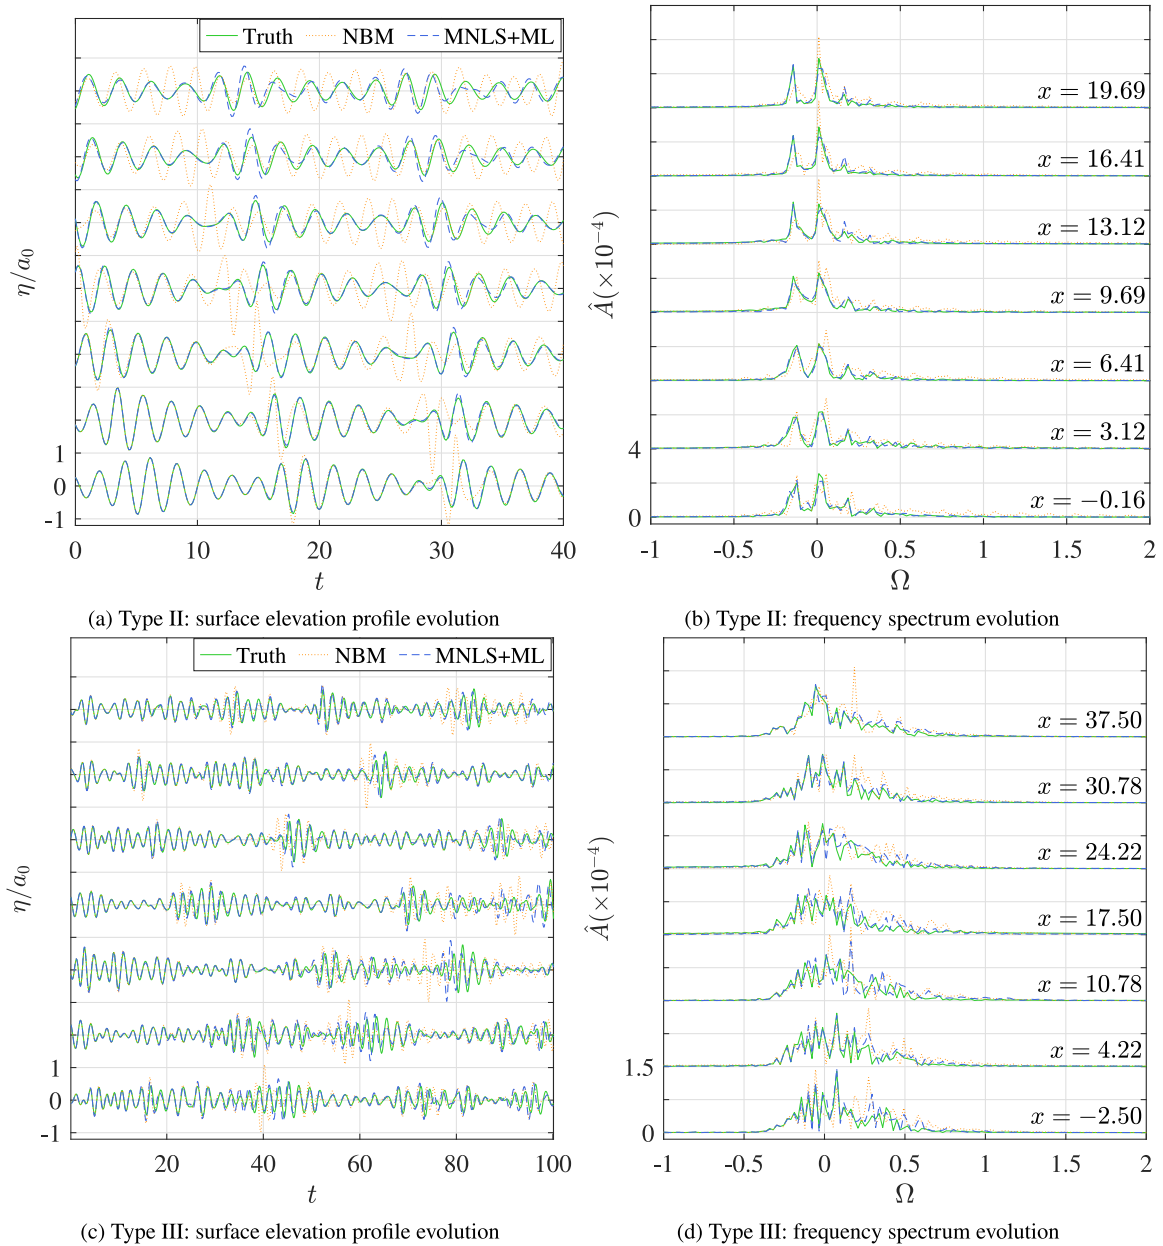 Truth NBM MNLS+ML
η/a₀
1
0
-1
0 10 20 30 40
t
(a) Type II: surface elevation profile evolution
Â(×10⁻⁴)
x = 19.69
x = 16.41
x = 13.12
x = 9.69
x = 6.41
x = 3.12
x = −0.16
4
0
-1 -0.5 0 0.5 1 1.5 2
Ω
(b) Type II: frequency spectrum evolution
Truth NBM MNLS+ML
η/a₀
1
0
-1
20 40 60 80 100
t
(c) Type III: surface elevation profile evolution
Â(×10⁻⁴)
x = 37.50
x = 30.78
x = 24.22
x = 17.50
x = 10.78
x = 4.22
x = −2.50
1.5
0
-1 -0.5 0 0.5 1 1.5 2
Ω
(d) Type III: frequency spectrum evolution